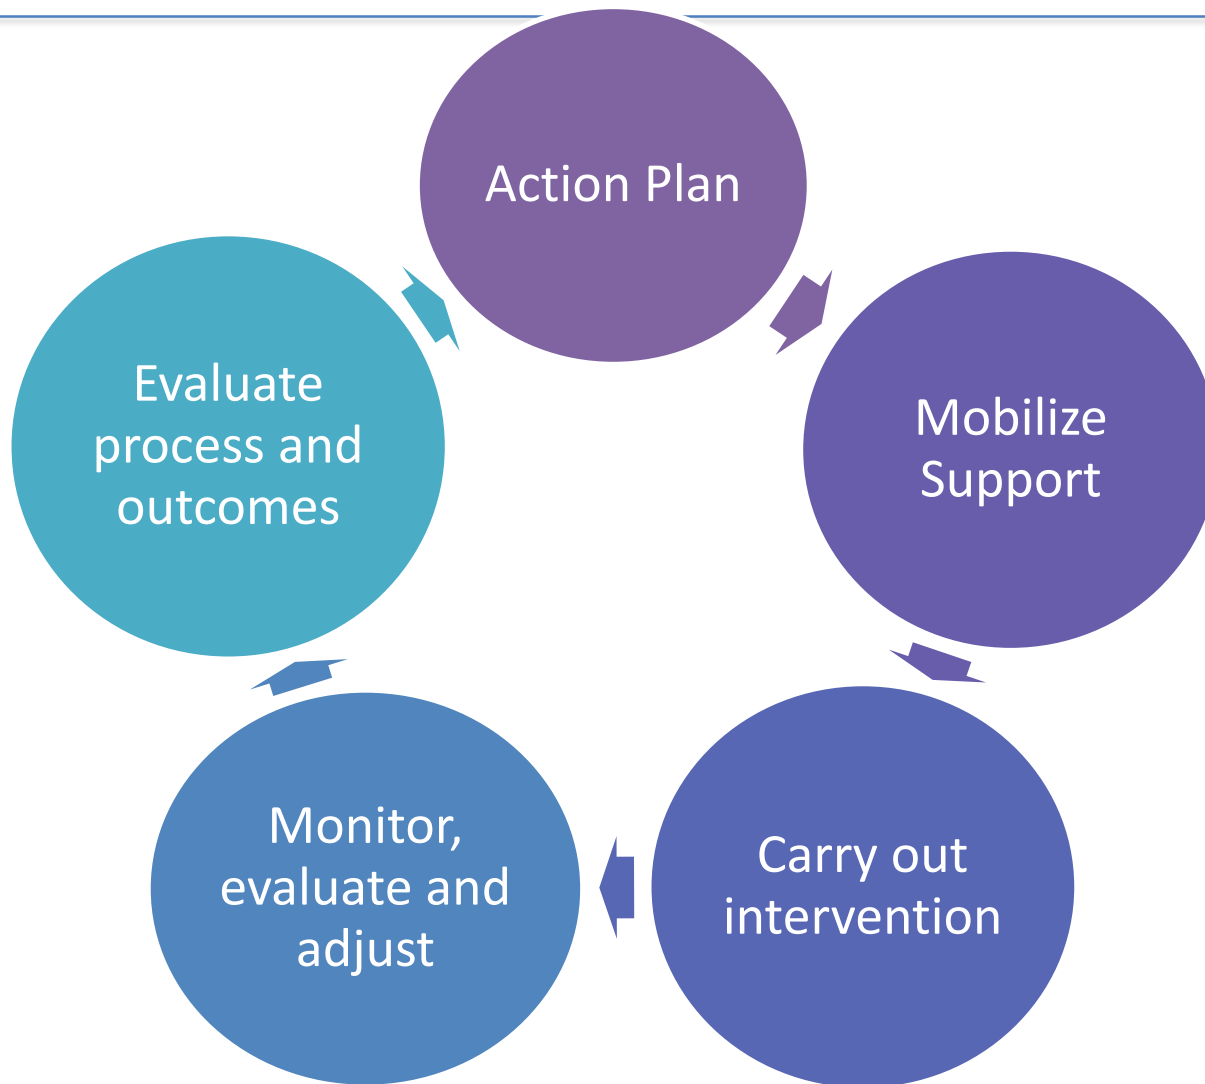 Action Plan
Mobilize
Support
Carry out
intervention
Monitor,
evaluate and
adjust
Evaluate
process and
outcomes